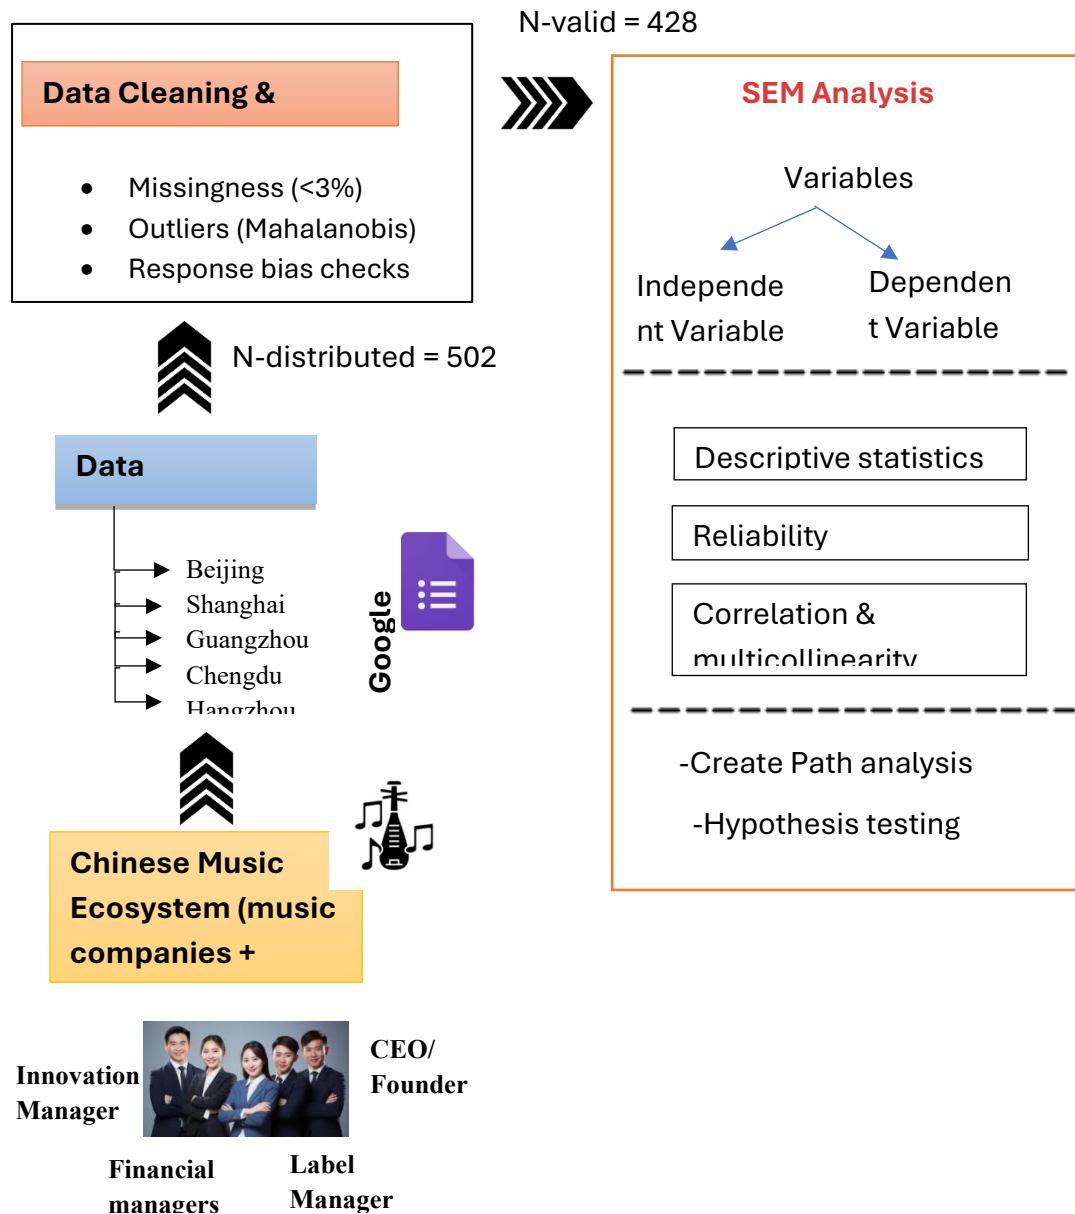 N-valid = 428
Data Cleaning &
• Missingness (<3%)
• Outliers (Mahalanobis)
• Response bias checks
N-distributed = 502
Data
Beijing
Shanghai
Guangzhou
Chengdu
Hangzhou
Google
Chinese Music
Ecosystem (music
companies +
Innovation
Manager
CEO/
Founder
Financial
managers
Label
Manager
SEM Analysis
Variables
Independe
nt Variable
Dependen
t Variable
Descriptive statistics
Reliability
Correlation &
multicollinearity
-Create Path analysis
-Hypothesis testing